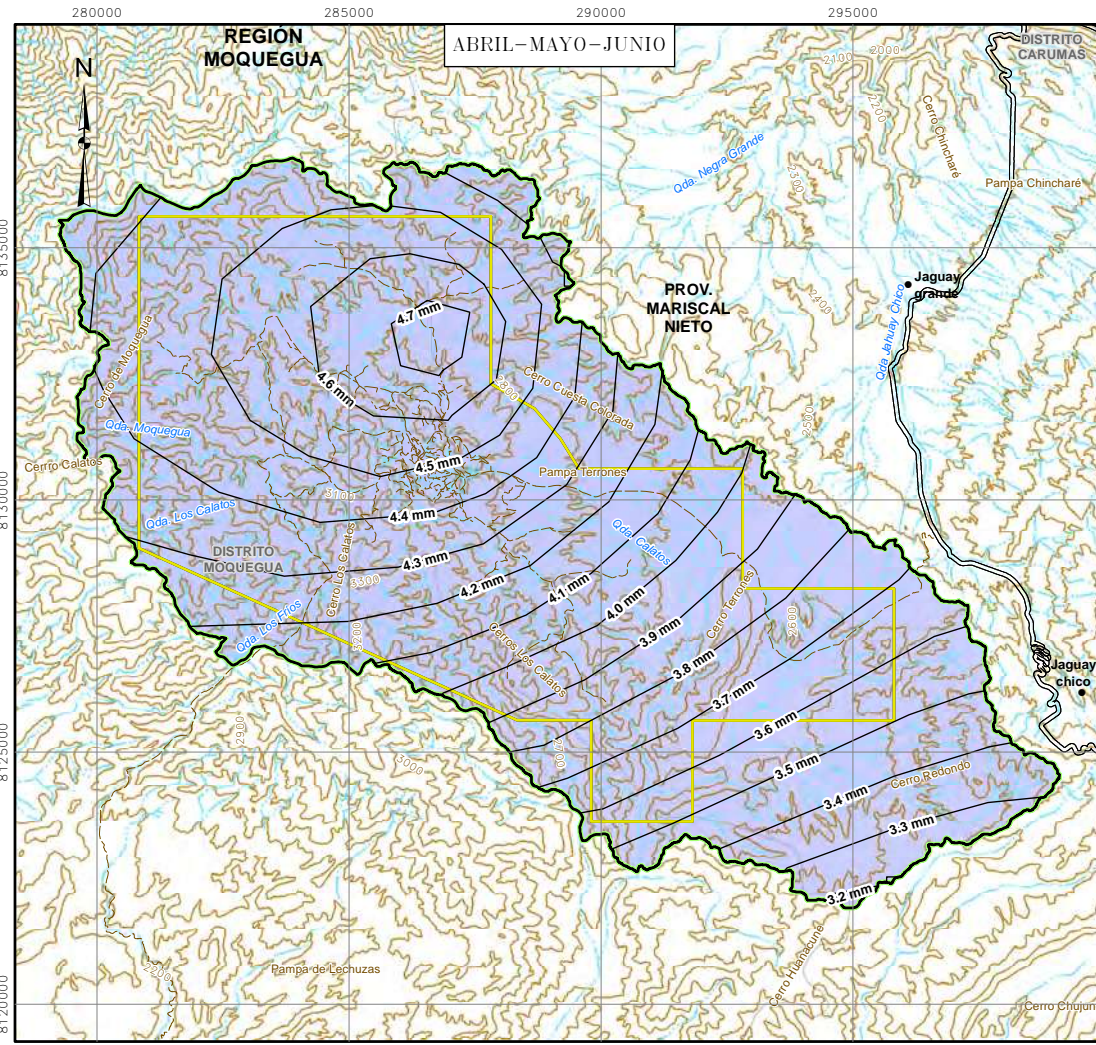 280000
285000
290000
295000
REGIÓN
MOQUEGUA
ABRIL-MAYO-JUNIO
DISTRITO
CARUMAS
N
2100
2000
2200
Cerro Chincharé
Qda. Negra Grande
2300
Pampa Chincharé
8135000
Jaguay
grande
PROV.
MARISCAL
NIETO
2400
Qda Jahuay Chico
4.7 mm
Cerro de Moquegua
4.6 mm
2800
Cerro Cuesta Colorada
2500
Qda. Moquegua
Cerrro Calatos
4.5 mm
Pampa Terrones
3100
8130000
Qda. Los Calatos
4.4 mm
Qda. Calatos
DISTRITO
MOQUEGUA
Cerro Los Calatos
4.3 mm
3300
4.2 mm
4.1 mm
4.0 mm
Cerro Terrones
2600
Qda. Los Fríos
3200
3.9 mm
Cerros Los Calatos
3.8 mm
Jaguay
chico
3.7 mm
2900
3.6 mm
8125000
3000
2700
3.5 mm
Cerro Redondo
3.4 mm
3.3 mm
3.2 mm
2200
Pampa de Lechuzas
Cerro Huanacune
8120000
Cerro Chujun